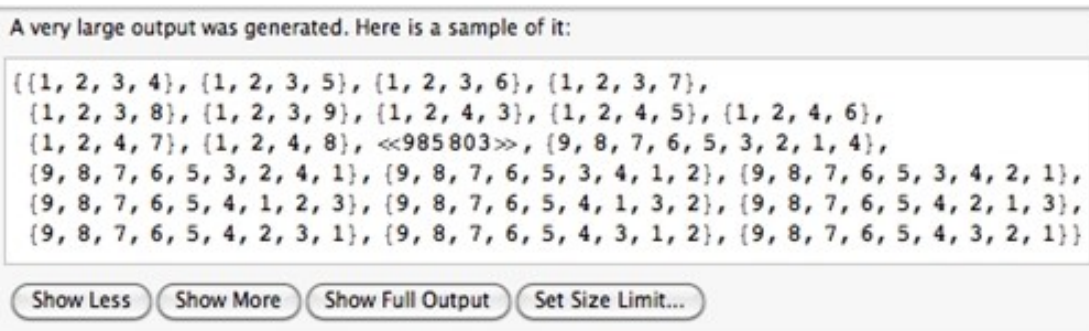 A very large output was generated. Here is a sample of it:
{{1, 2, 3, 4}, {1, 2, 3, 5}, {1, 2, 3, 6}, {1, 2, 3, 7},
{1, 2, 3, 8}, {1, 2, 3, 9}, {1, 2, 4, 3}, {1, 2, 4, 5}, {1, 2, 4, 6},
{1, 2, 4, 7}, {1, 2, 4, 8}, ≪985803≫, {9, 8, 7, 6, 5, 3, 2, 1, 4},
{9, 8, 7, 6, 5, 3, 2, 4, 1}, {9, 8, 7, 6, 5, 3, 4, 1, 2}, {9, 8, 7, 6, 5, 3, 4, 2, 1},
{9, 8, 7, 6, 5, 4, 1, 2, 3}, {9, 8, 7, 6, 5, 4, 1, 3, 2}, {9, 8, 7, 6, 5, 4, 2, 1, 3},
{9, 8, 7, 6, 5, 4, 2, 3, 1}, {9, 8, 7, 6, 5, 4, 3, 1, 2}, {9, 8, 7, 6, 5, 4, 3, 2, 1}}
Show Less Show More Show Full Output Set Size Limit...